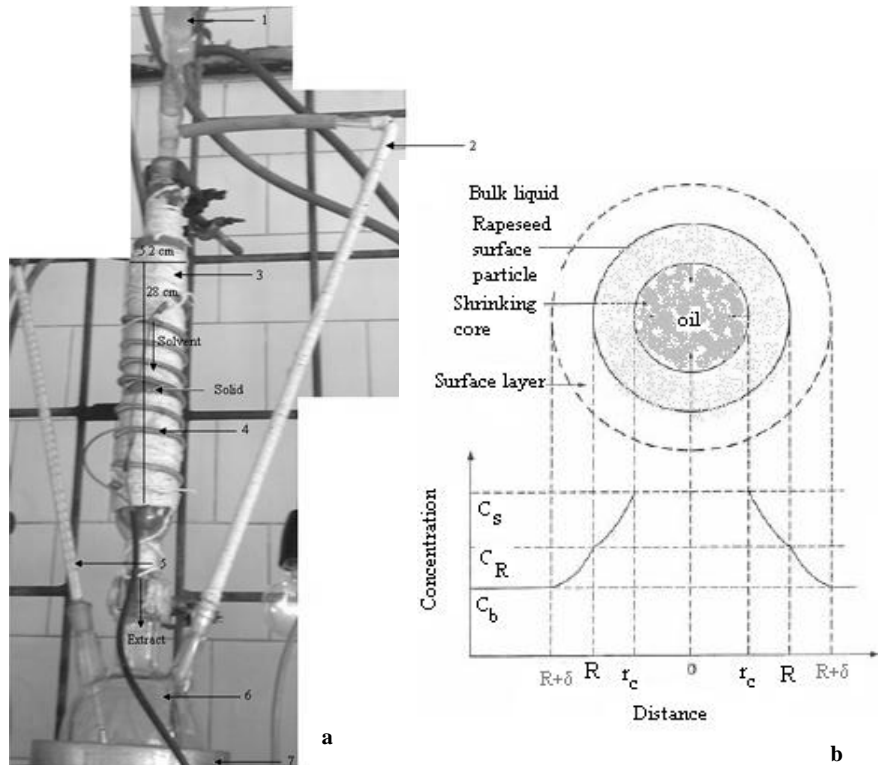 1
2
5.2 cm
3
28 cm
Solvent
Solid
4
5
Extract
6
7
a
Bulk liquid
Rapeseed
surface
particle
Shrinking
core
oil
Surface layer
Concentration
C_s
C_R
C_b
R+δ R r_c 0 r_c R R+δ
Distance
b